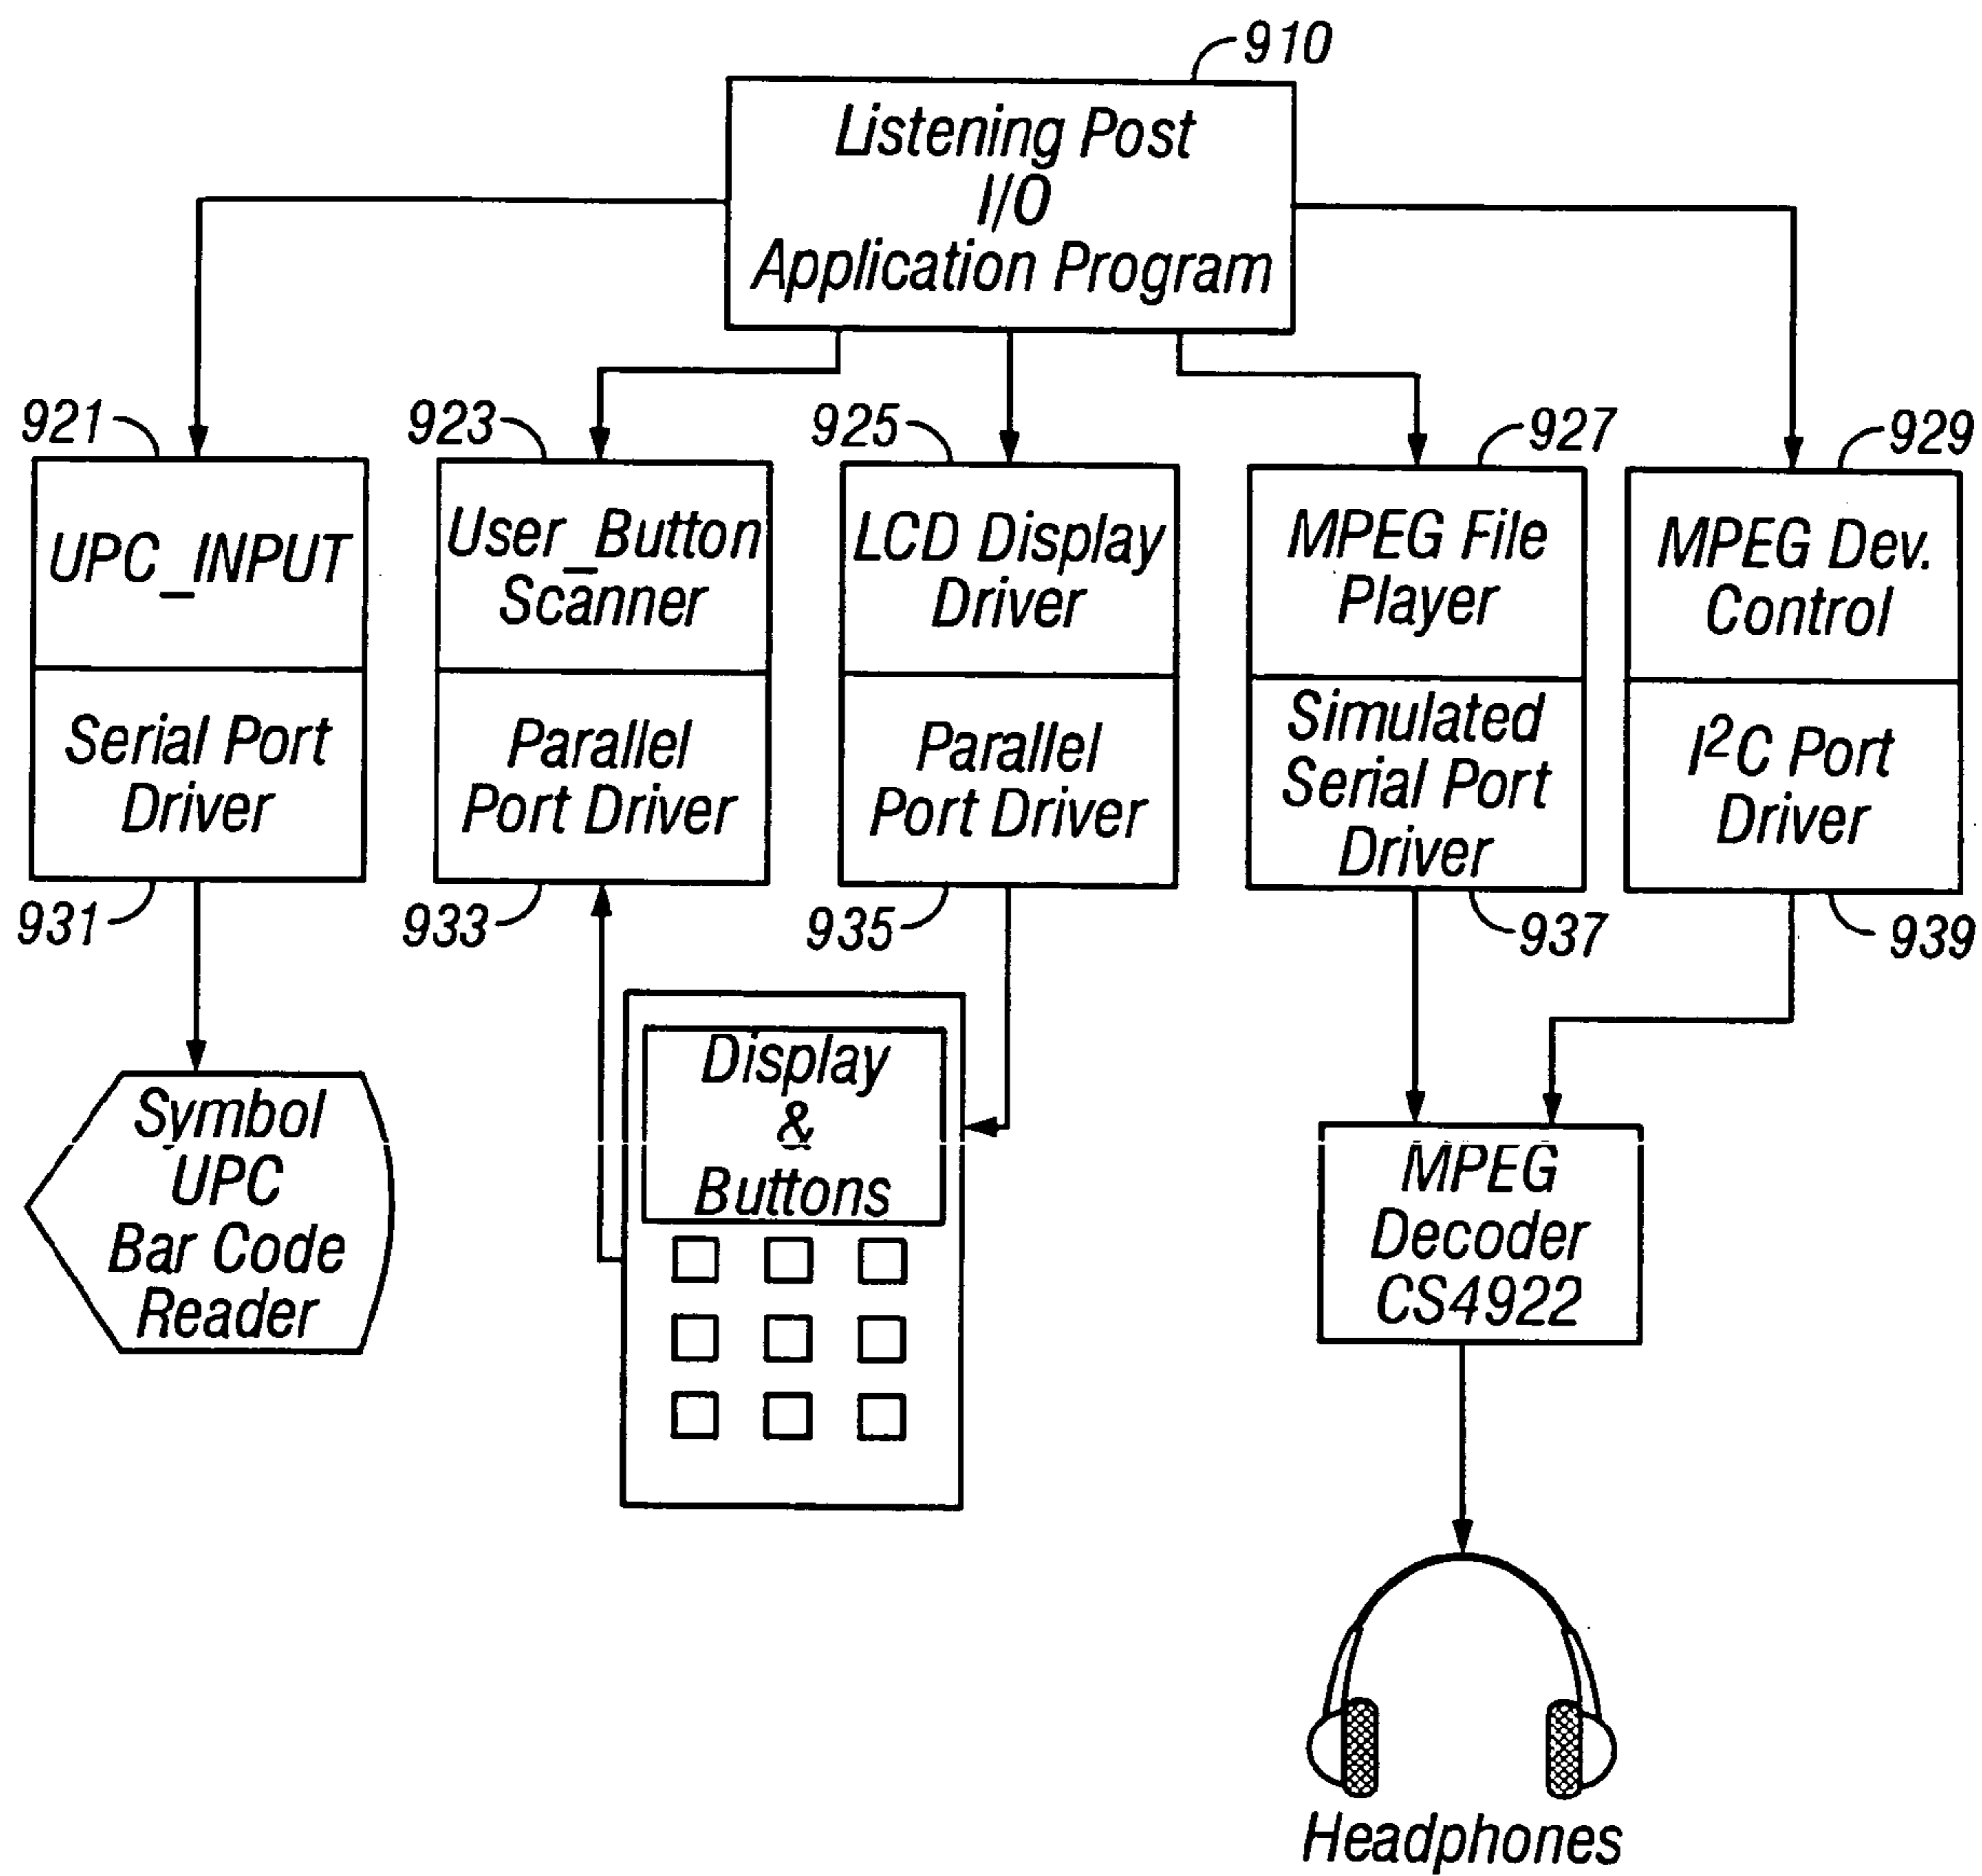 910
Listening Post
I/O
Application Program
921
923
925
927
929
UPC_INPUT
User_Button
Scanner
LCD Display
Driver
MPEG File
Player
MPEG Dev.
Control
Serial Port
Driver
Parallel
Port Driver
Parallel
Port Driver
Simulated
Serial Port
Driver
I²C Port
Driver
931
933
935
937
939
Symbol
UPC
Bar Code
Reader
Display
&
Buttons
MPEG
Decoder
CS4922
Headphones